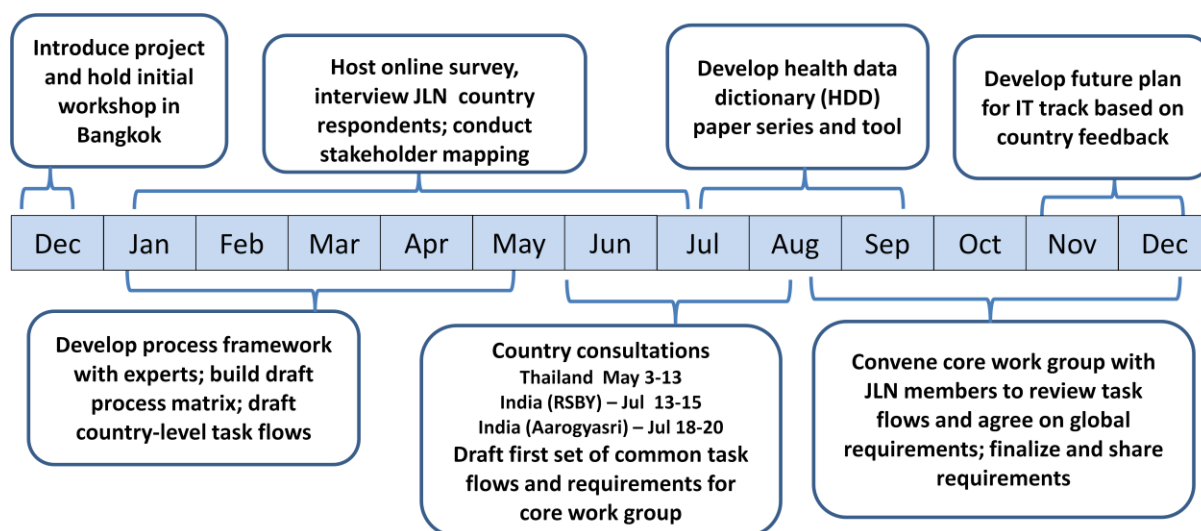 Introduce project
and hold initial
workshop in
Bangkok
Host online survey,
interview JLN country
respondents; conduct
stakeholder mapping
Develop health data
dictionary (HDD)
paper series and tool
Develop future plan
for IT track based on
country feedback
Dec Jan Feb Mar Apr May Jun Jul Aug Sep Oct Nov Dec
Develop process framework
with experts; build draft
process matrix; draft
country-level task flows
Country consultations
Thailand May 3-13
India (RSBY) – Jul 13-15
India (Aarogyasri) – Jul 18-20
Draft first set of common task
flows and requirements for
core work group
Convene core work group with
JLN members to review task
flows and agree on global
requirements; finalize and share
requirements